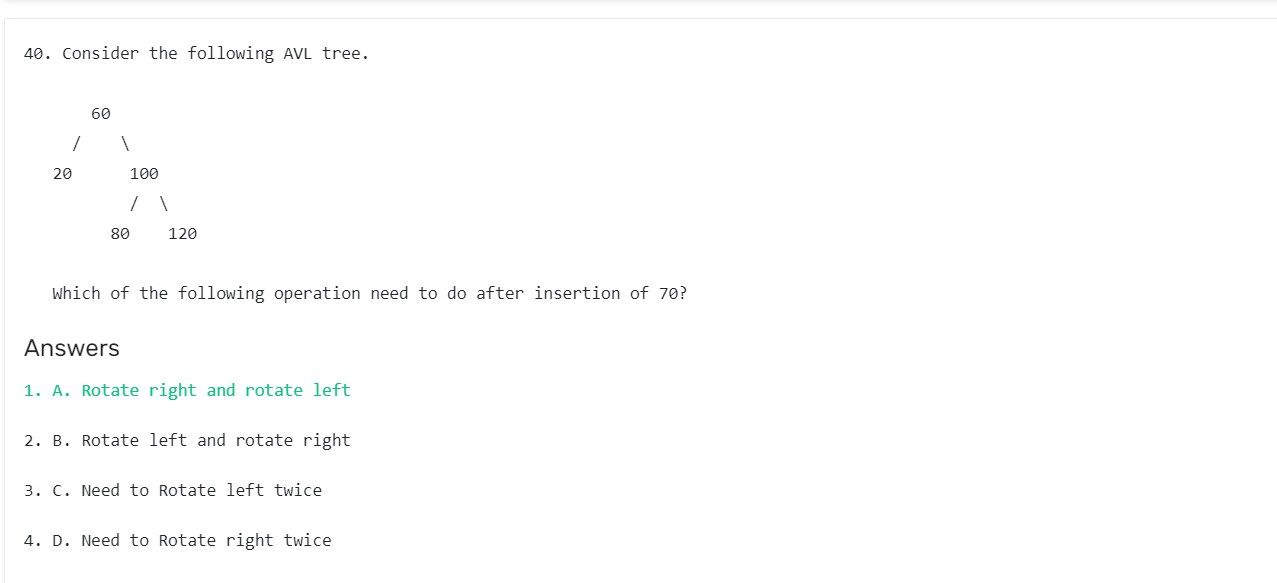 40. Consider the following AVL tree.
60
/ \
20 100
/ \
80 120
Which of the following operation need to do after insertion of 70?
Answers
1. A. Rotate right and rotate left
2. B. Rotate left and rotate right
3. C. Need to Rotate left twice
4. D. Need to Rotate right twice